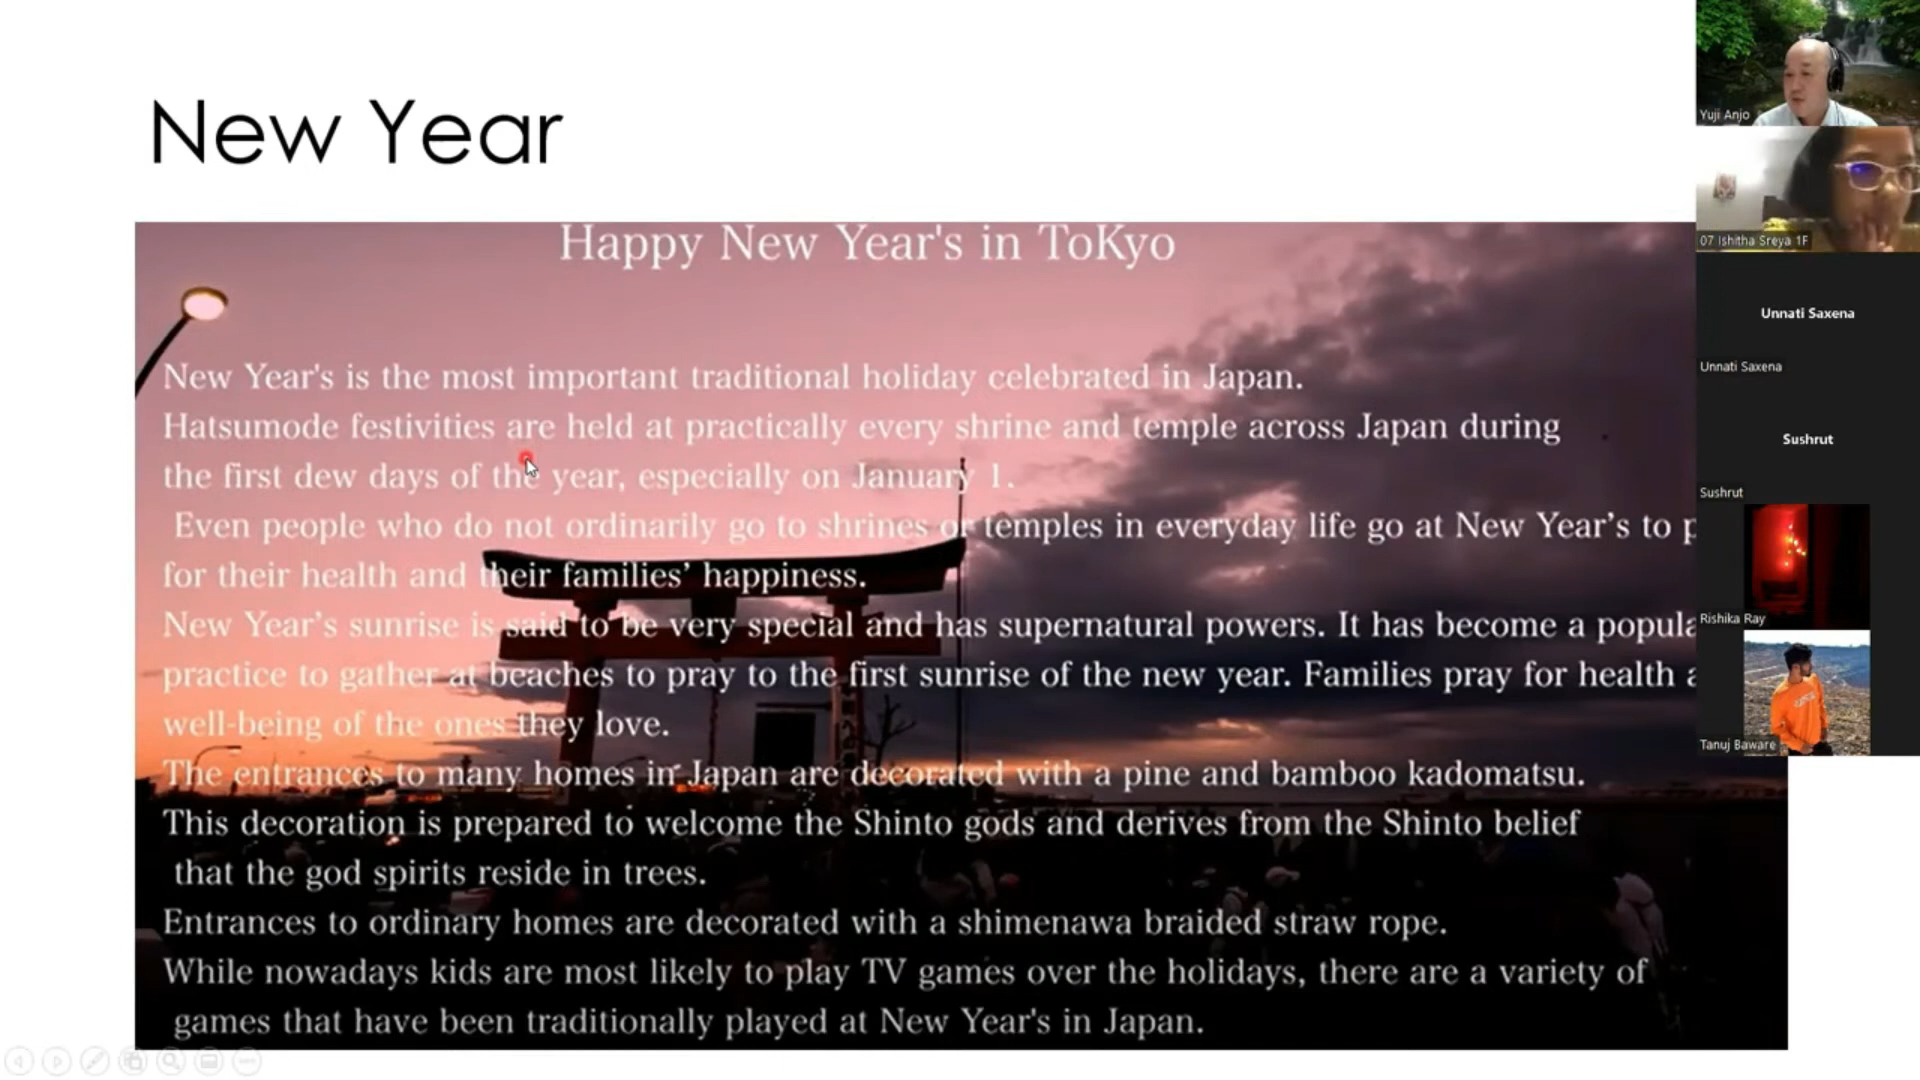 New Year
Happy New Year's in ToKyo
New Year's is the most important traditional holiday celebrated in Japan.
Hatsumode festivities are held at practically every shrine and temple across Japan during
the first dew days of the year, especially on January 1.
Even people who do not ordinarily go to shrines or temples in everyday life go at New Year’s to
for their health and their families’ happiness.
New Year’s sunrise is said to be very special and has supernatural powers. It has become a
practice to gather at beaches to pray to the first sunrise of the new year. Families pray for health
well-being of the ones they love.
The entrances to many homes in Japan are decorated with a pine and bamboo kadomatsu.
This decoration is prepared to welcome the Shinto gods and derives from the Shinto belief
that the god spirits reside in trees.
Entrances to ordinary homes are decorated with a shimenawa braided straw rope.
While nowadays kids are most likely to play TV games over the holidays, there are a variety of
games that have been traditionally played at New Year's in Japan.
Yuji Anjo
07 Ishitha Sreya 1F
Unnati Saxena
Unnati Saxena
Sushrut
Sushrut
Rishika Ray
Tanuj Baware